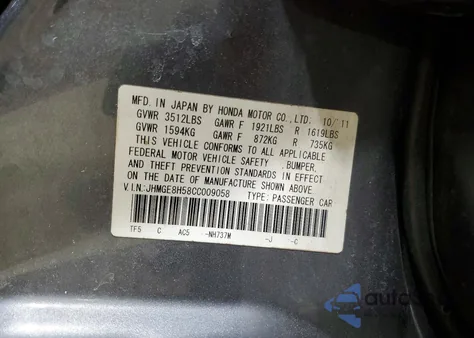 MFD. IN JAPAN BY HONDA MOTOR CO., LTD. 10/11
GVWR 3512LBS GAWR F 1921LBS R 1619LBS
GVWR 1594KG GAWR F 872KG R 735KG
THIS VEHICLE CONFORMS TO ALL APPLICABLE
FEDERAL MOTOR VEHICLE SAFETY ,BUMPER,
AND THEFT PREVENTION STANDARDS IN EFFECT
ON THE DATE OF MANUFACTURE SHOWN ABOVE.
V.I.N.: JHMGE8H58CC009058 TYPE: PASSENGER CAR
TF5 C AC5 -NH737M -J -C